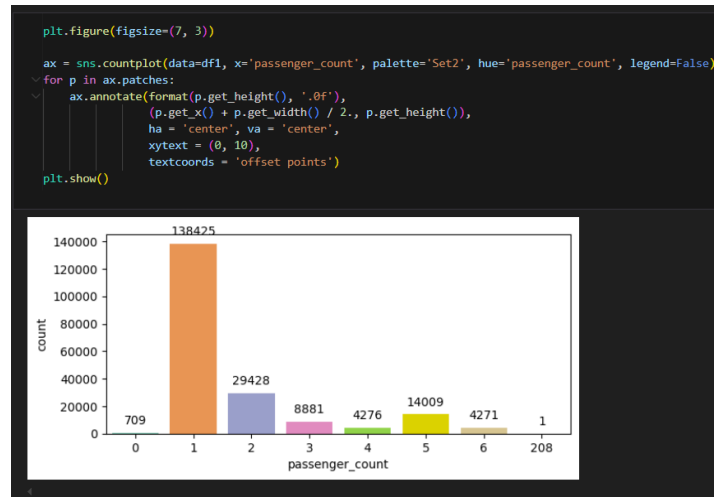 plt.figure(figsize=(7, 3))
ax = sns.countplot(data=df1, x='passenger_count', palette='Set2', hue='passenger_count', legend=False)
for p in ax.patches:
    ax.annotate(format(p.get_height(), '.0f'),
                (p.get_x() + p.get_width() / 2., p.get_height()),
                ha = 'center', va = 'center',
                xytext = (0, 10),
                textcoords = 'offset points')
plt.show()
138425
140000
120000
100000
80000
60000
40000
20000
0
count
709
29428
8881
4276
14009
4271
1
0 1 2 3 4 5 6 208
passenger_count